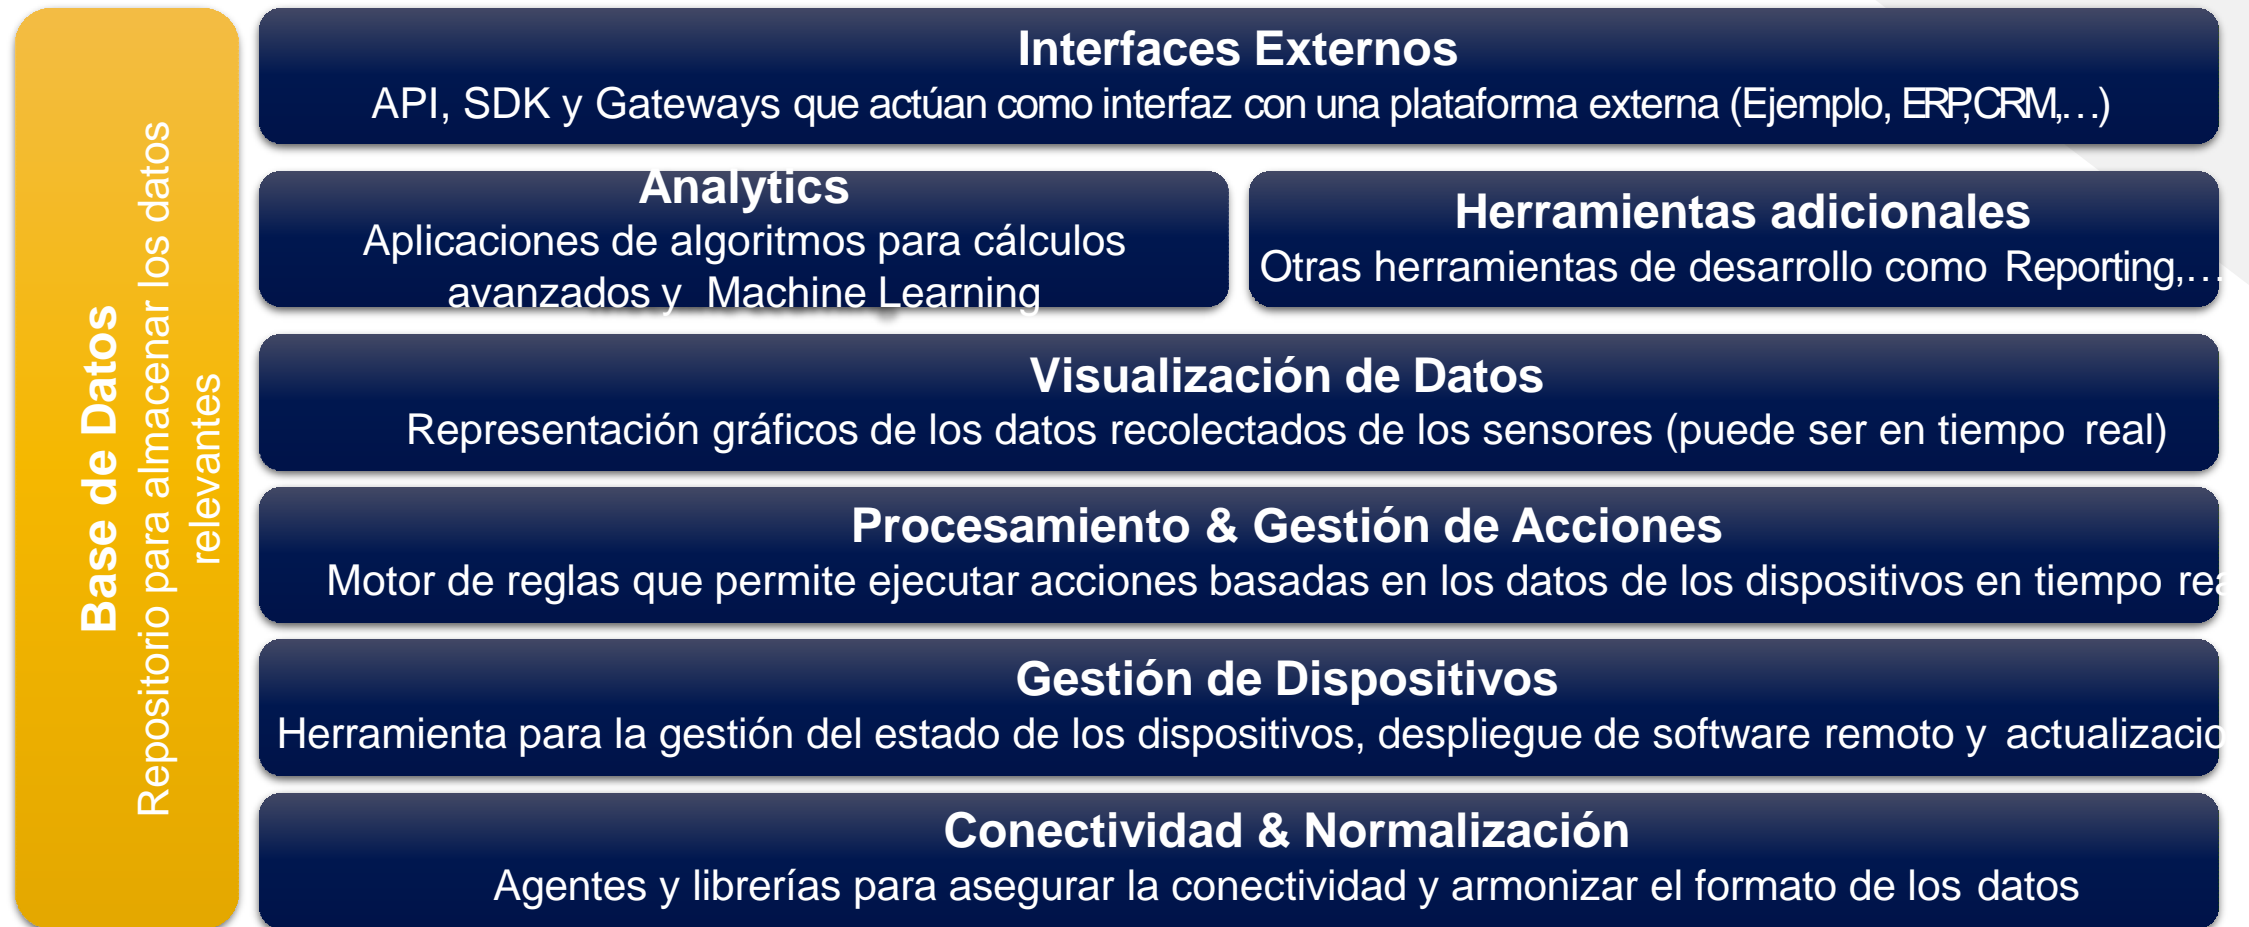 Base de Datos
Repositorio para almacenar los datos
relevantes
Interfaces Externos
API, SDK y Gateways que actúan como interfaz con una plataforma externa (Ejemplo, ERP,CRM,…)
Analytics
Aplicaciones de algoritmos para cálculos
avanzados y Machine Learning
Herramientas adicionales
Otras herramientas de desarrollo como Reporting,…
Visualización de Datos
Representación gráficos de los datos recolectados de los sensores (puede ser en tiempo real)
Procesamiento & Gestión de Acciones
Motor de reglas que permite ejecutar acciones basadas en los datos de los dispositivos en tiempo rea
Gestión de Dispositivos
Herramienta para la gestión del estado de los dispositivos, despliegue de software remoto y actualizacio
Conectividad & Normalización
Agentes y librerías para asegurar la conectividad y armonizar el formato de los datos